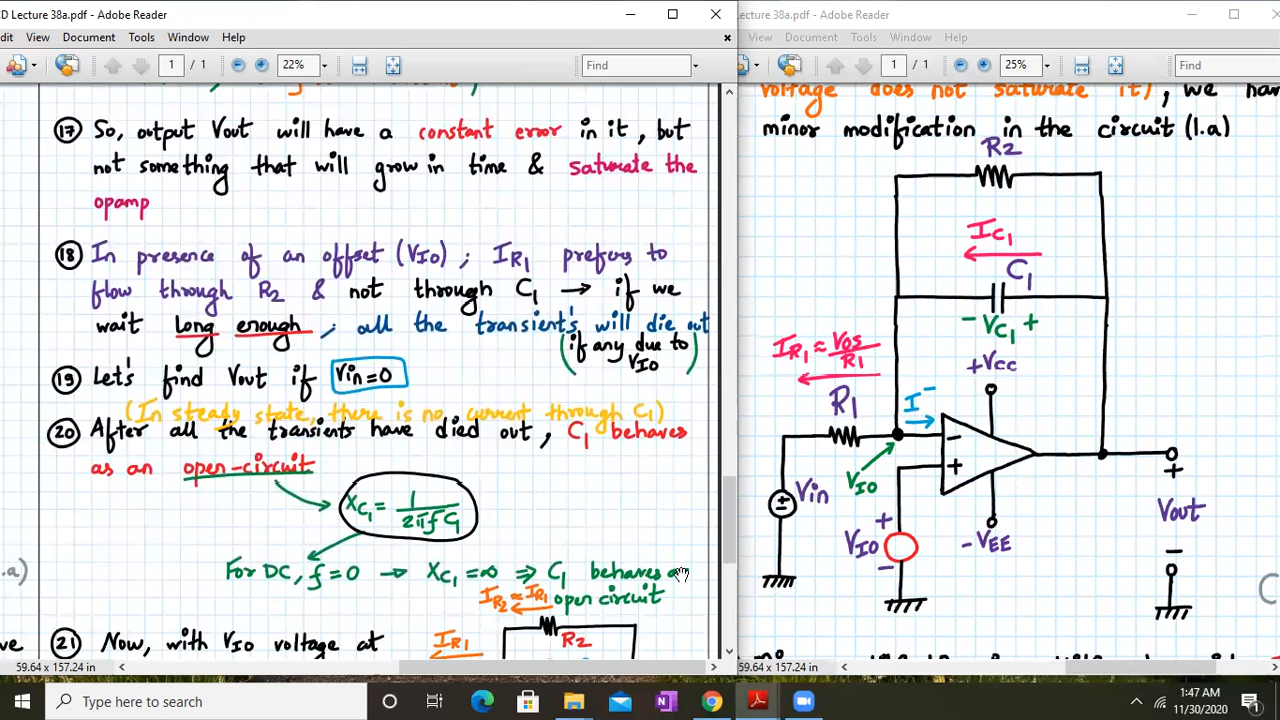 CD Lecture 38a.pdf - Adobe Reader
dit View Document Tools Window Help
1 / 1 22% Find
17 So, output Vout will have a constant error in it, but
not something that will grow in time & saturate the
opamp
18 In presence of an offset (VIO); IR1 prefers to
flow through R2 & not through C1 → if we
wait long enough; all the transient's will die out
(if any due to
VIO)
19 Let's find Vout if Vin=0
(In steady state, there is no current through C1)
20 After all the transients have died out, C1 behaves
as an open-circuit
XC1 = 1/2πfC1
For DC, f=0 → XC1=∞ ⇒ C1 behaves as
open circuit
IR2≈IR1
.a)
21 Now, with VIO voltage at
IR1
R2
59.64 x 157.24 in
Lecture 38a.pdf - Adobe Reader
View Document Tools Window Help
1 / 1 25% Find
voltage does not saturate it), we hav
minor modification in the circuit (1.a)
R2
IC1
C1
- VC1 +
IR1 ≈ VOS/R1
+VCC
R1
I-
-
+
VIO
Vin
+
VIO
-
-VEE
+
Vout
-
59.64 x 157.24 in
Type here to search
1:47 AM
11/30/2020
1